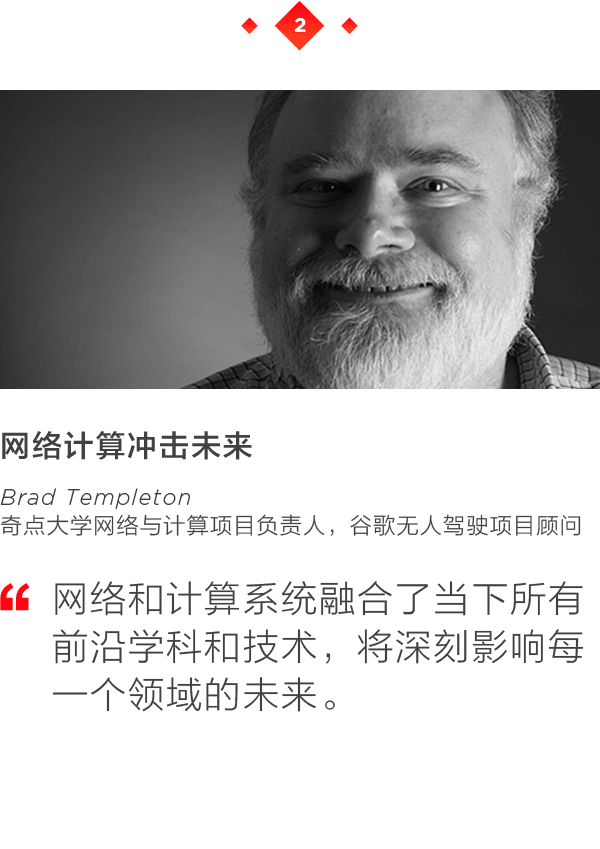 2
网络计算冲击未来
Brad Templeton
奇点大学网络与计算项目负责人，谷歌无人驾驶项目顾问
“ 网络和计算系统融合了当下所有
前沿学科和技术，将深刻影响每
一个领域的未来。